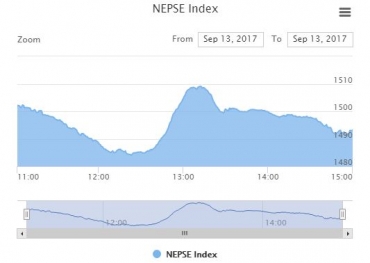 NEPSE Index
Zoom From Sep 13, 2017 To Sep 13, 2017
1510
1500
1490
1480
11:00 12:00 13:00 14:00 15:00
12:00 14:00
NEPSE Index